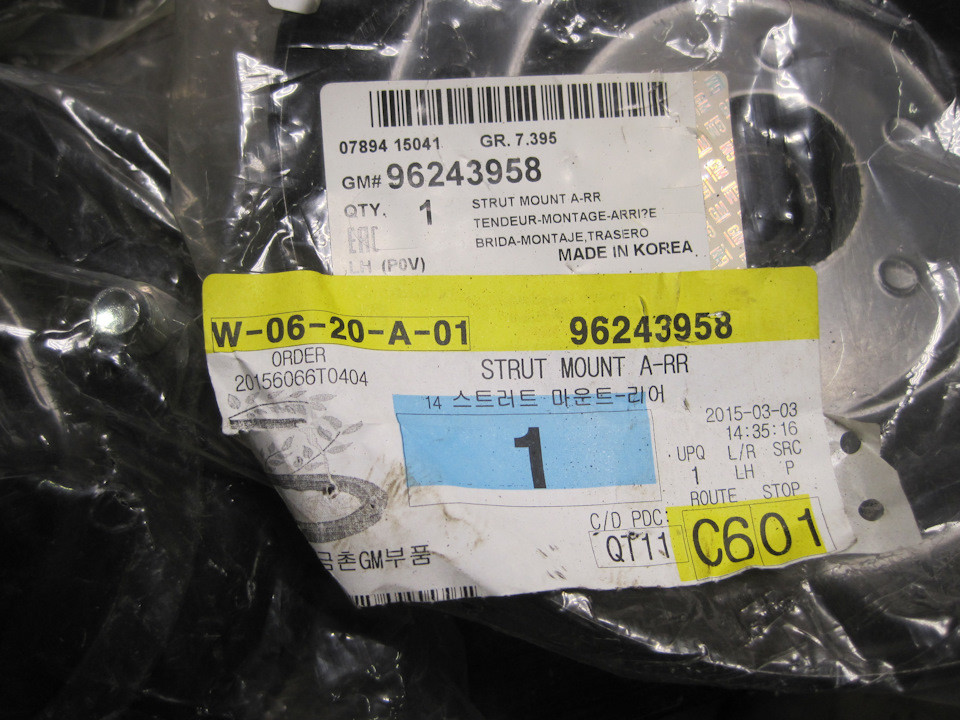 07894 15041 GR. 7.395
GM# 96243958
QTY. 1
STRUT MOUNT A-RR
TENDEUR-MONTAGE-ARRI?E
BRIDA-MONTAJE,TRASERO
EAC
MADE IN KOREA
LH (P0V)
W-06-20-A-01 96243958
ORDER
20156066T0404
STRUT MOUNT A-RR
14 스트러트 마운트-리어
1
2015-03-03
14:35:16
UPQ L/R SRC
1 LH P
ROUTE STOP
C/D PDC:
QT11 C601
금촌GM부품